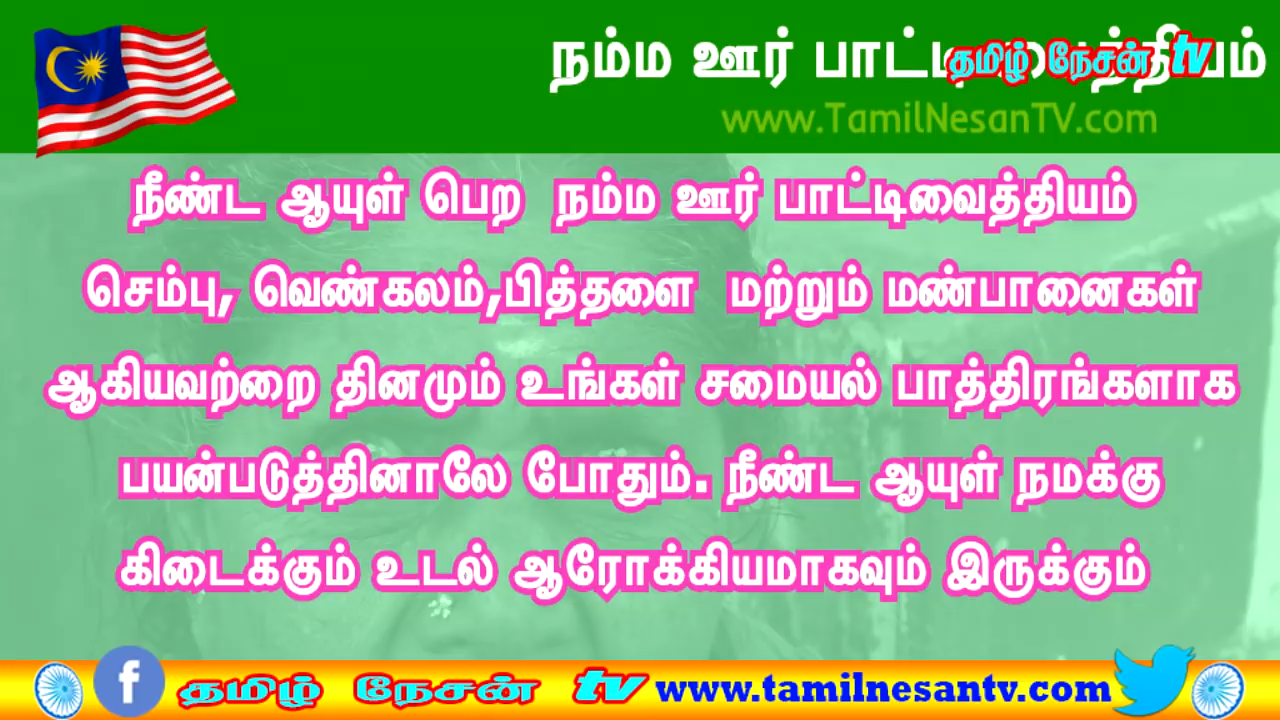 நம்ம ஊர் பாட்டி
தமிழ் நேசன் tv
www.TamilNesanTV.com
நீண்ட ஆயுள் பெற நம்ம ஊர் பாட்டிவைத்தியம்
செம்பு, வெண்கலம்,பித்தளை மற்றும் மண்பானைகள்
ஆகியவற்றை தினமும் உங்கள் சமையல் பாத்திரங்களாக
பயன்படுத்தினாலே போதும். நீண்ட ஆயுள் நமக்கு
கிடைக்கும் உடல் ஆரோக்கியமாகவும் இருக்கும்
f தமிழ் நேசன் tv www.tamilnesantv.com